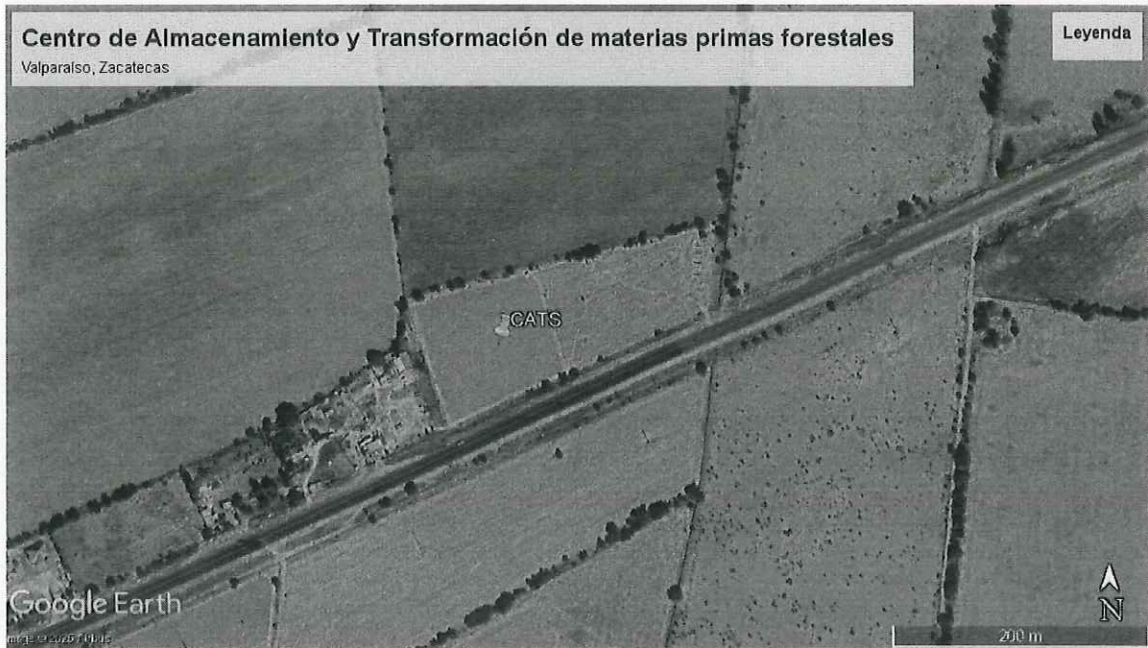 Centro de Almacenamiento y Transformación de materias primas forestales
Valparaíso, Zacatecas
Leyenda
CATS
Google Earth
N
200 m